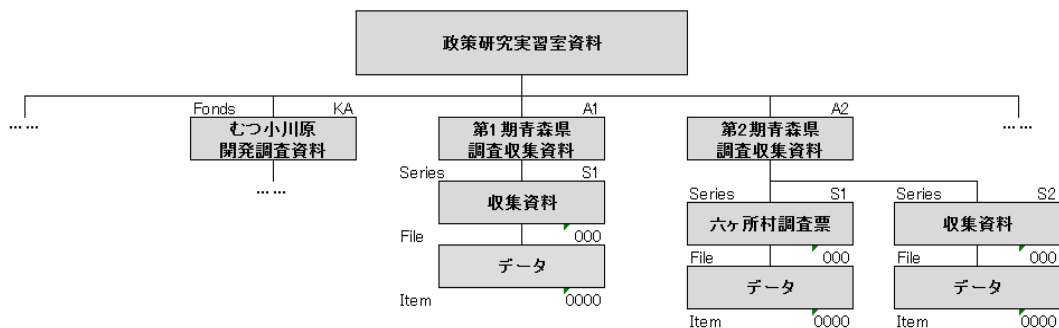 政策研究実習室資料
Fonds KA A1 A2
…… むつ小川原 第1期青森県 第2期青森県 ……
開発調査資料 調査収集資料 調査収集資料
……
Series S1
収集資料
File 000
データ
Item 0000
Series S1 Series S2
六ヶ所村調査票 収集資料
File 000 File 000
データ データ
Item 0000 Item 0000